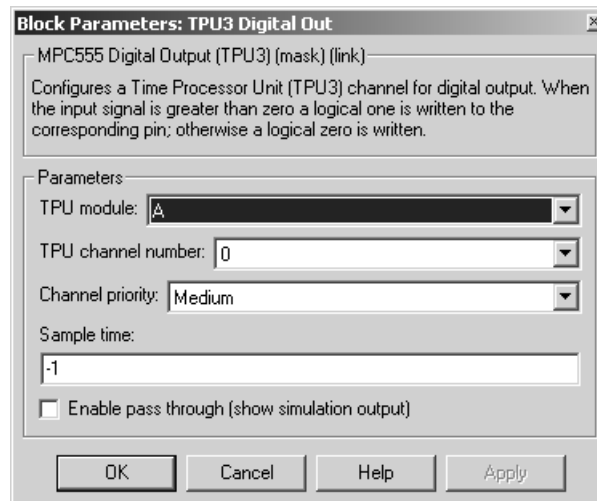 Block Parameters: TPU3 Digital Out
MPC555 Digital Output (TPU3) (mask) (link)
Configures a Time Processor Unit (TPU3) channel for digital output. When
the input signal is greater than zero a logical one is written to the
corresponding pin; otherwise a logical zero is written.
Parameters
TPU module: A
TPU channel number: 0
Channel priority: Medium
Sample time:
-1
Enable pass through (show simulation output)
OK Cancel Help Apply